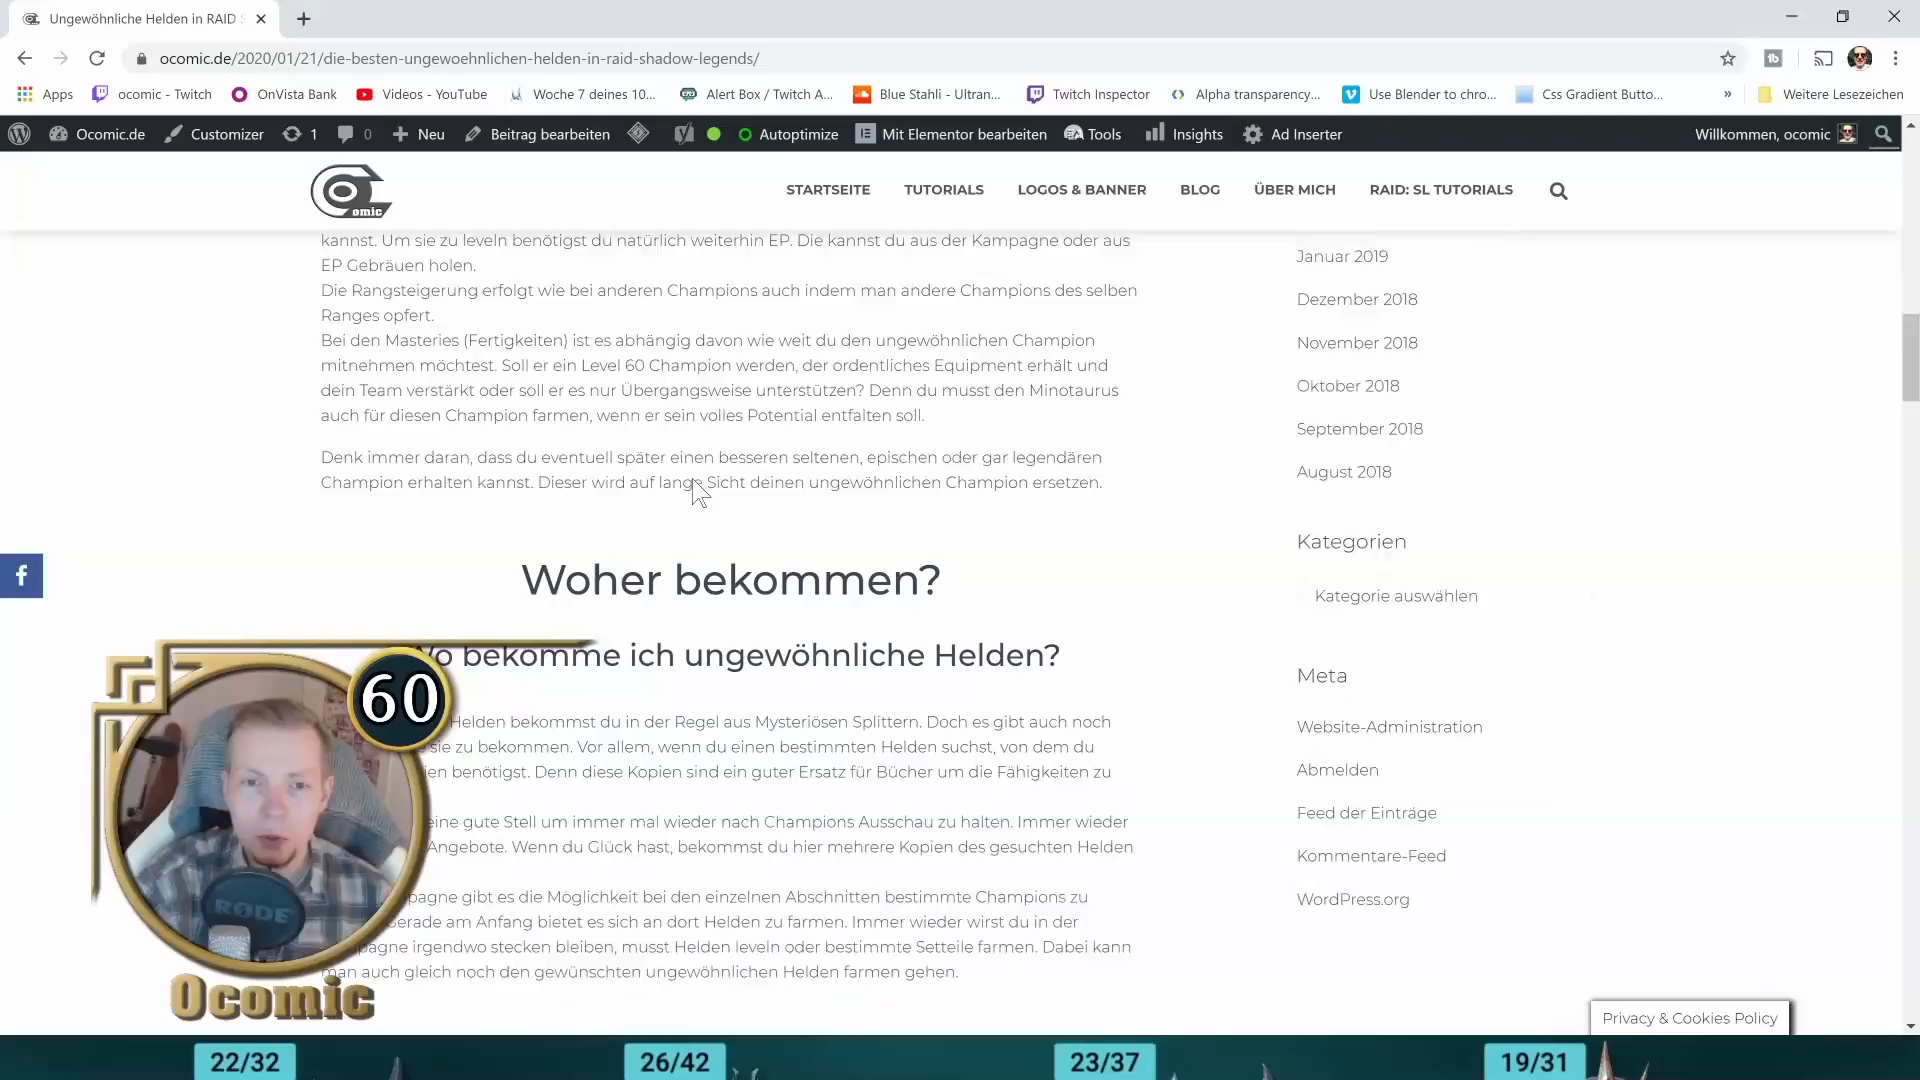 Ungewöhnliche Helden in RAID
ocomic.de/2020/01/21/die-besten-ungewoehnlichen-helden-in-raid-shadow-legends/
Apps ocomic - Twitch OnVista Bank Videos - YouTube Woche 7 deines 10... Alert Box / Twitch A... Blue Stahli - Ultran... Twitch Inspector Alpha transparency... Use Blender to chro... Css Gradient Butto... » Weitere Lesezeichen
Ocomic.de Customizer 1 0 Neu Beitrag bearbeiten Autoptimize Mit Elementor bearbeiten Tools Insights Ad Inserter Willkommen, ocomic
omic
STARTSEITE TUTORIALS LOGOS & BANNER BLOG ÜBER MICH RAID: SL TUTORIALS
kannst. Um sie zu leveln benötigst du natürlich weiterhin EP. Die kannst du aus der Kampagne oder aus
EP Gebräuen holen.
Die Rangsteigerung erfolgt wie bei anderen Champions auch indem man andere Champions des selben
Ranges opfert.
Bei den Masteries (Fertigkeiten) ist es abhängig davon wie weit du den ungewöhnlichen Champion
mitnehmen möchtest. Soll er ein Level 60 Champion werden, der ordentliches Equipment erhält und
dein Team verstärkt oder soll er es nur Übergangsweise unterstützen? Denn du musst den Minotaurus
auch für diesen Champion farmen, wenn er sein volles Potential entfalten soll.
Denk immer daran, dass du eventuell später einen besseren seltenen, epischen oder gar legendären
Champion erhalten kannst. Dieser wird auf lange Sicht deinen ungewöhnlichen Champion ersetzen.
Woher bekommen?
bekomme ich ungewöhnliche Helden?
Helden bekommst du in der Regel aus Mysteriösen Splittern. Doch es gibt auch noch
sie zu bekommen. Vor allem, wenn du einen bestimmten Helden suchst, von dem du
benötigst. Denn diese Kopien sind ein guter Ersatz für Bücher um die Fähigkeiten zu
eine gute Stell um immer mal wieder nach Champions Ausschau zu halten. Immer wieder
Angebote. Wenn du Glück hast, bekommst du hier mehrere Kopien des gesuchten Helden
gibt es die Möglichkeit bei den einzelnen Abschnitten bestimmte Champions zu
Gerade am Anfang bietet es sich an dort Helden zu farmen. Immer wieder wirst du in der
irgendwo stecken bleiben, musst Helden leveln oder bestimmte Setteile farmen. Dabei kann
man auch gleich noch den gewünschten ungewöhnlichen Helden farmen gehen.
Januar 2019
Dezember 2018
November 2018
Oktober 2018
September 2018
August 2018
Kategorien
Kategorie auswählen
Meta
Website-Administration
Abmelden
Feed der Einträge
Kommentare-Feed
WordPress.org
60
RØDE
Ocomic
Privacy & Cookies Policy
22/32 26/42 23/37 19/31